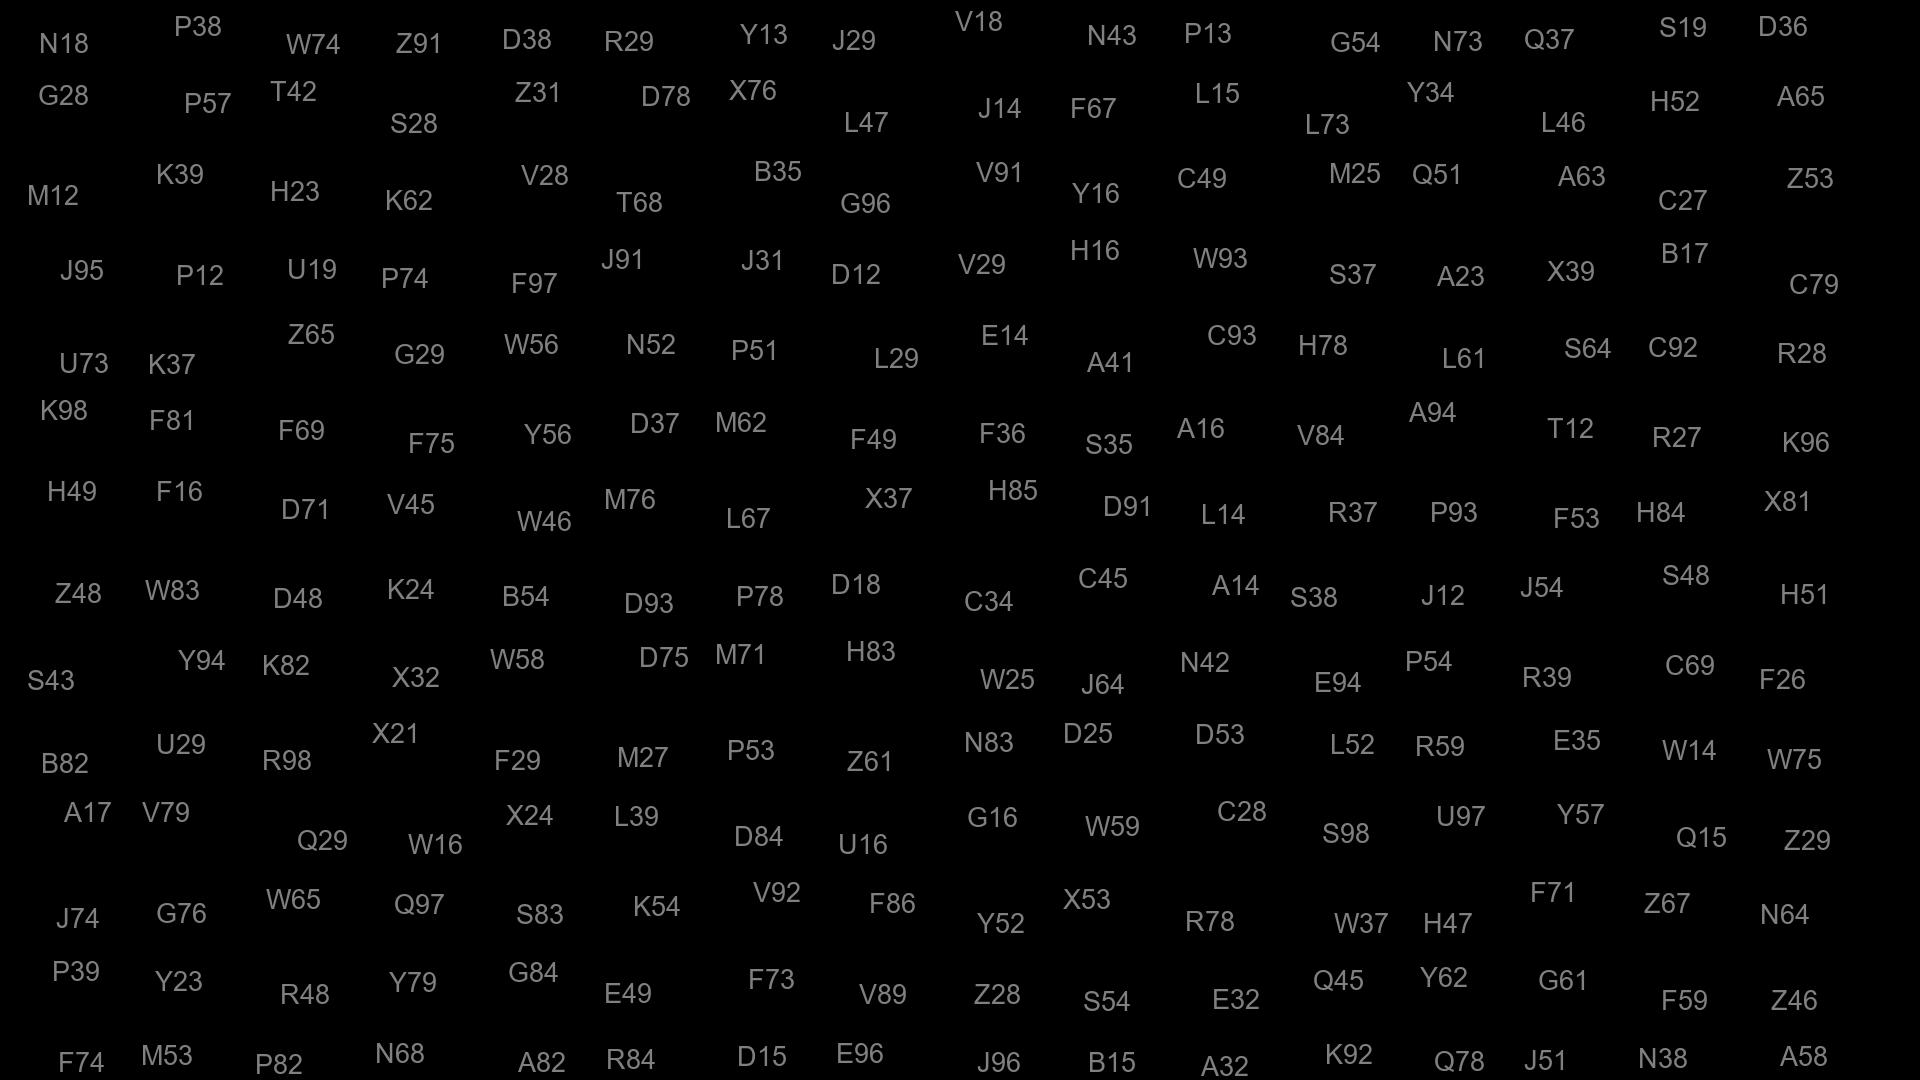 N18 P38 W74 Z91 D38 R29 Y13 J29 V18 N43 P13 G54 N73 Q37 S19 D36
G28 P57 T42 S28 Z31 D78 X76 L47 J14 F67 L15 L73 Y34 L46 H52 A65
M12 K39 H23 K62 V28 T68 B35 G96 V91 Y16 C49 M25 Q51 A63 C27 Z53
J95 P12 U19 P74 F97 J91 J31 D12 V29 H16 W93 S37 A23 X39 B17 C79
U73 K37 Z65 G29 W56 N52 P51 L29 E14 A41 C93 H78 L61 S64 C92 R28
K98 F81 F69 F75 Y56 D37 M62 F49 F36 S35 A16 V84 A94 T12 R27 K96
H49 F16 D71 V45 W46 M76 L67 X37 H85 D91 L14 R37 P93 F53 H84 X81
Z48 W83 D48 K24 B54 D93 P78 D18 C34 C45 A14 S38 J12 J54 S48 H51
S43 Y94 K82 X32 W58 D75 M71 H83 W25 J64 N42 E94 P54 R39 C69 F26
B82 U29 R98 X21 F29 M27 P53 Z61 N83 D25 D53 L52 R59 E35 W14 W75
A17 V79 Q29 W16 X24 L39 D84 U16 G16 W59 C28 S98 U97 Y57 Q15 Z29
J74 G76 W65 Q97 S83 K54 V92 F86 Y52 X53 R78 W37 H47 F71 Z67 N64
P39 Y23 R48 Y79 G84 E49 F73 V89 Z28 S54 E32 Q45 Y62 G61 F59 Z46
F74 M53 P82 N68 A82 R84 D15 E96 J96 B15 A32 K92 Q78 J51 N38 A58